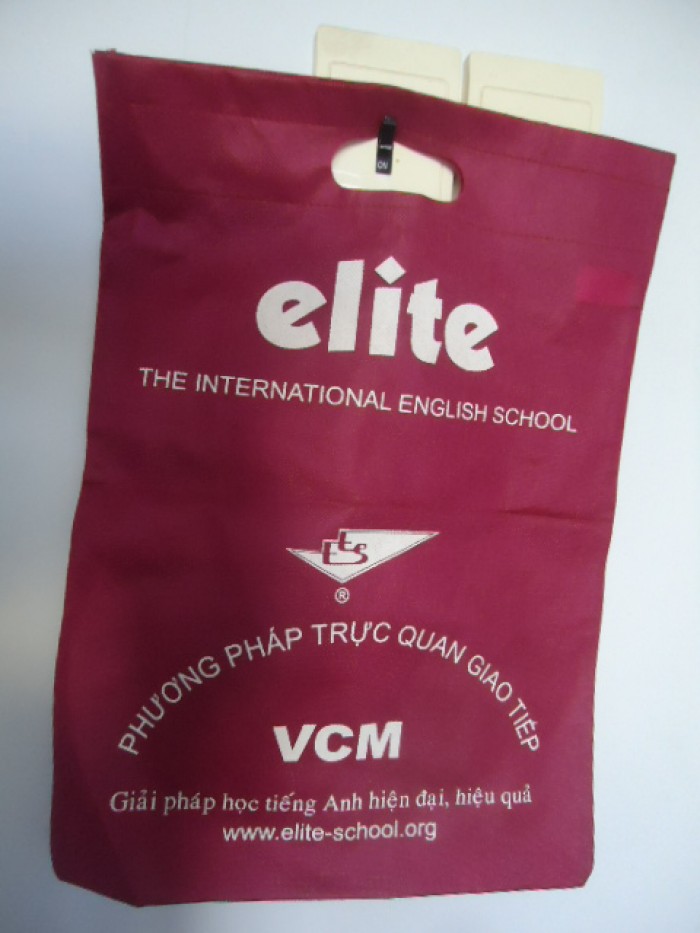 ON
elite
THE INTERNATIONAL ENGLISH SCHOOL
ETS
®
PHƯƠNG PHÁP TRỰC QUAN GIAO TIẾP
VCM
Giải pháp học tiếng Anh hiện đại, hiệu quả
www.elite-school.org